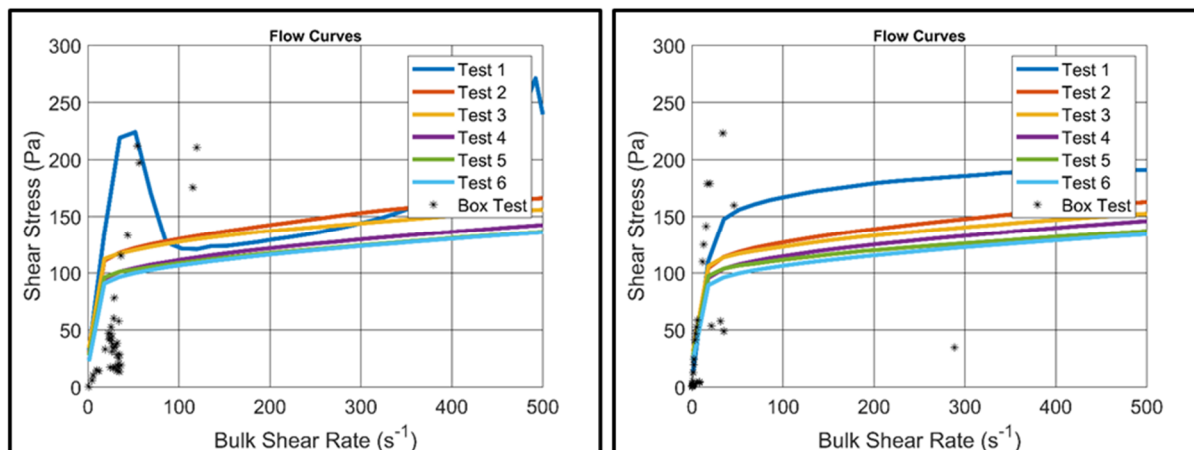 Flow Curves
300
250
200
150
100
50
0
Shear Stress (Pa)
Test 1
Test 2
Test 3
Test 4
Test 5
Test 6
Box Test
0 100 200 300 400 500
Bulk Shear Rate (s⁻¹)
Flow Curves
300
250
200
150
100
50
0
Shear Stress (Pa)
Test 1
Test 2
Test 3
Test 4
Test 5
Test 6
Box Test
0 100 200 300 400 500
Bulk Shear Rate (s⁻¹)